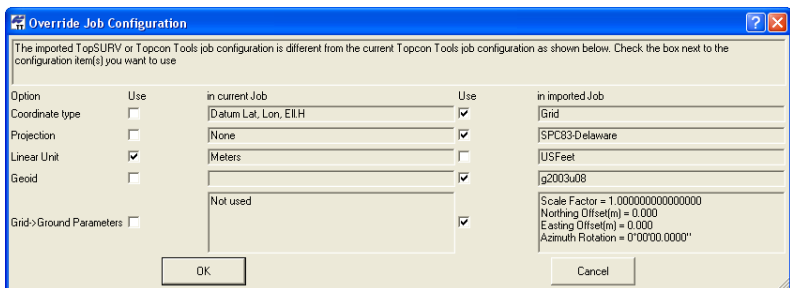 Override Job Configuration
The imported TopSURV or Topcon Tools job configuration is different from the current Topcon Tools job configuration as shown below. Check the box next to the
configuration item(s) you want to use
Option Use in current Job Use in imported Job
Coordinate type Datum Lat, Lon, Ell.H Grid
Projection None SPC83-Delaware
Linear Unit Meters USFeet
Geoid g2003u08
Grid->Ground Parameters Not used Scale Factor = 1.000000000000000
Northing Offset(m) = 0.000
Easting Offset(m) = 0.000
Azimuth Rotation = 0°00'00.0000"
OK Cancel